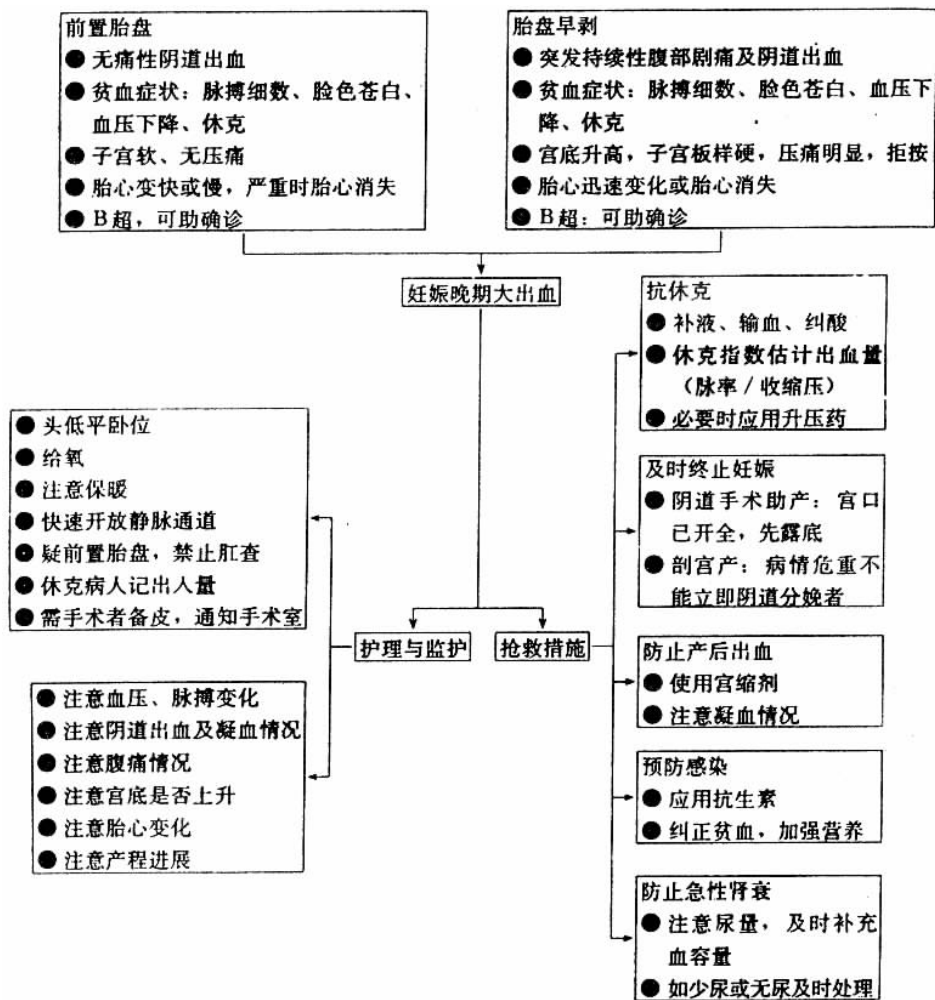 前置胎盘
● 无痛性阴道出血
● 贫血症状：脉搏细数、脸色苍白、
血压下降、休克
● 子宫软、无压痛
● 胎心变快或慢，严重时胎心消失
● B超，可助确诊
胎盘早剥
● 突发持续性腹部剧痛及阴道出血
● 贫血症状：脉搏细数、脸色苍白、血压下
降、休克
● 宫底升高，子宫板样硬，压痛明显，拒按
● 胎心迅速变化或胎心消失
● B超：可助确诊
妊娠晚期大出血
● 头低平卧位
● 给氧
● 注意保暖
● 快速开放静脉通道
● 疑前置胎盘，禁止肛查
● 休克病人记出入量
● 需手术者备皮，通知手术室
● 注意血压、脉搏变化
● 注意阴道出血及凝血情况
● 注意腹痛情况
● 注意宫底是否上升
● 注意胎心变化
● 注意产程进展
护理与监护
抢救措施
抗休克
● 补液、输血、纠酸
● 休克指数估计出血量
（脉率／收缩压）
● 必要时应用升压药
及时终止妊娠
● 阴道手术助产：宫口
已开全，先露底
● 剖宫产：病情危重不
能立即阴道分娩者
防止产后出血
● 使用宫缩剂
● 注意凝血情况
预防感染
● 应用抗生素
● 纠正贫血，加强营养
防止急性肾衰
● 注意尿量，及时补充
血容量
● 如少尿或无尿及时处理